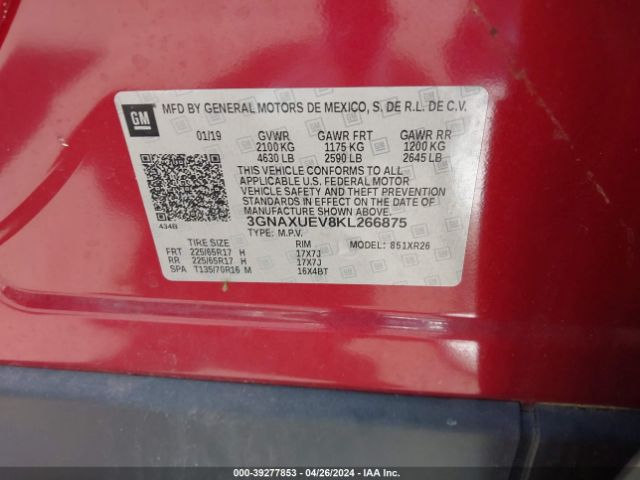 GM
MFD BY GENERAL MOTORS DE MEXICO, S. DE R.L. DE C.V.
01/19 GVWR GAWR FRT GAWR RR
2100 KG 1175 KG 1200 KG
4630 LB 2590 LB 2645 LB
THIS VEHICLE CONFORMS TO ALL
APPLICABLE U.S. FEDERAL MOTOR
VEHICLE SAFETY AND THEFT PREVENTION
STANDARDS IN EFFECT ON THE DATE OF
MANUFACTURE SHOWN ABOVE.
3GNAXUEV8KL266875
434B TYPE: M.P.V.
TIRE SIZE RIM MODEL: 851XR26
FRT 225/65R17 H 17X7J
RR 225/65R17 H 17X7J
SPA T135/70R16 M 16X4BT
000-39277853 | 04/26/2024 - IAA Inc.